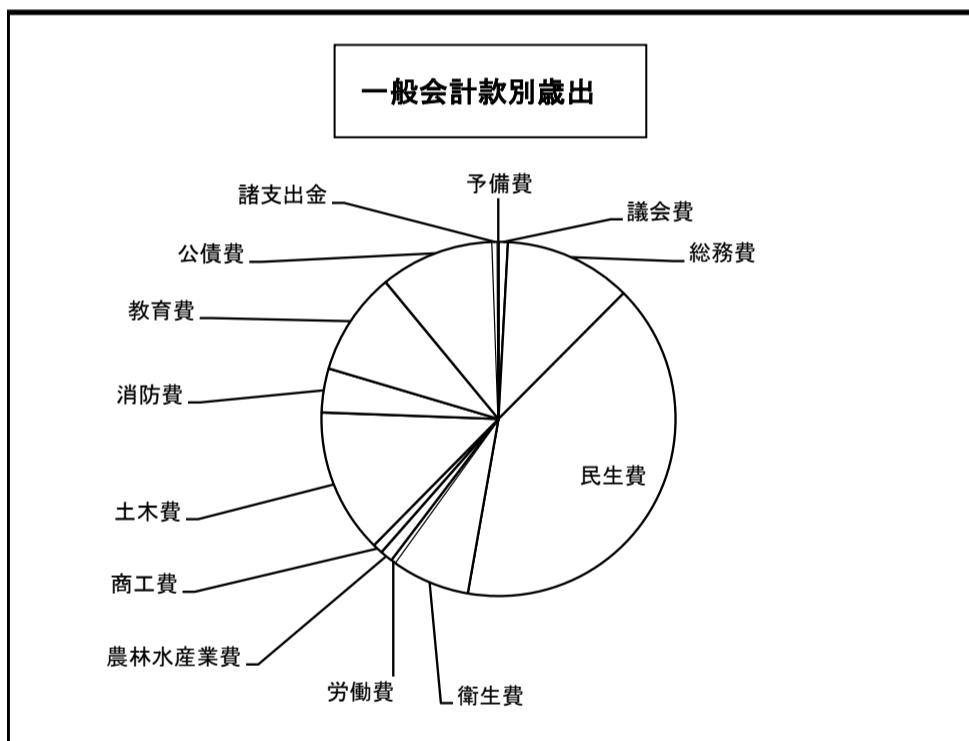 一般会計款別歳出
予備費
諸支出金
議会費
公債費
総務費
教育費
消防費
民生費
土木費
商工費
農林水産業費
労働費
衛生費